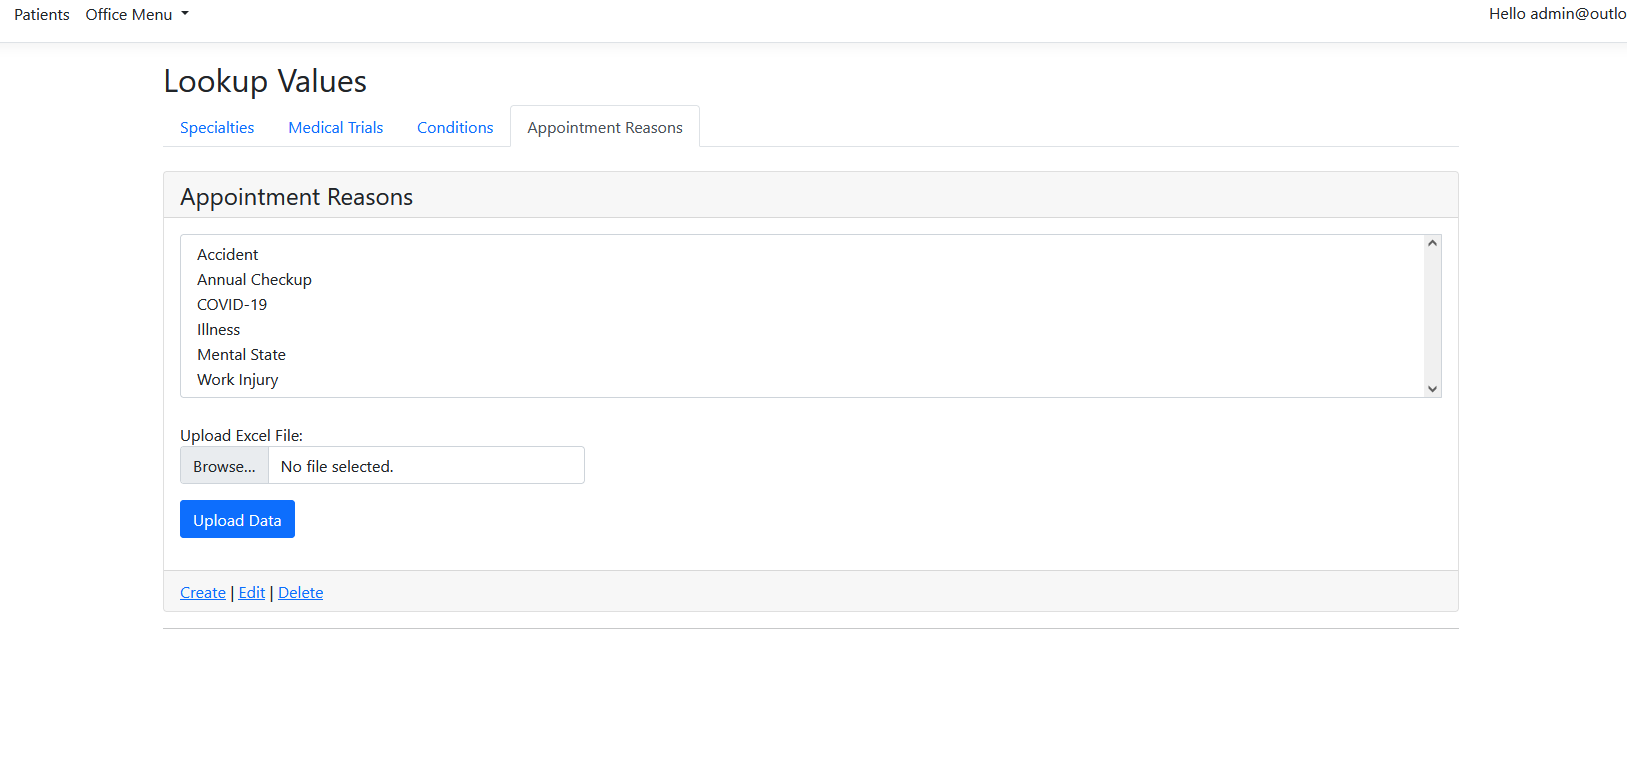 Patients Office Menu Hello admin@outlo
Lookup Values
Specialties Medical Trials Conditions Appointment Reasons
Appointment Reasons
Accident
Annual Checkup
COVID-19
Illness
Mental State
Work Injury
Upload Excel File:
Browse... No file selected.
Upload Data
Create | Edit | Delete